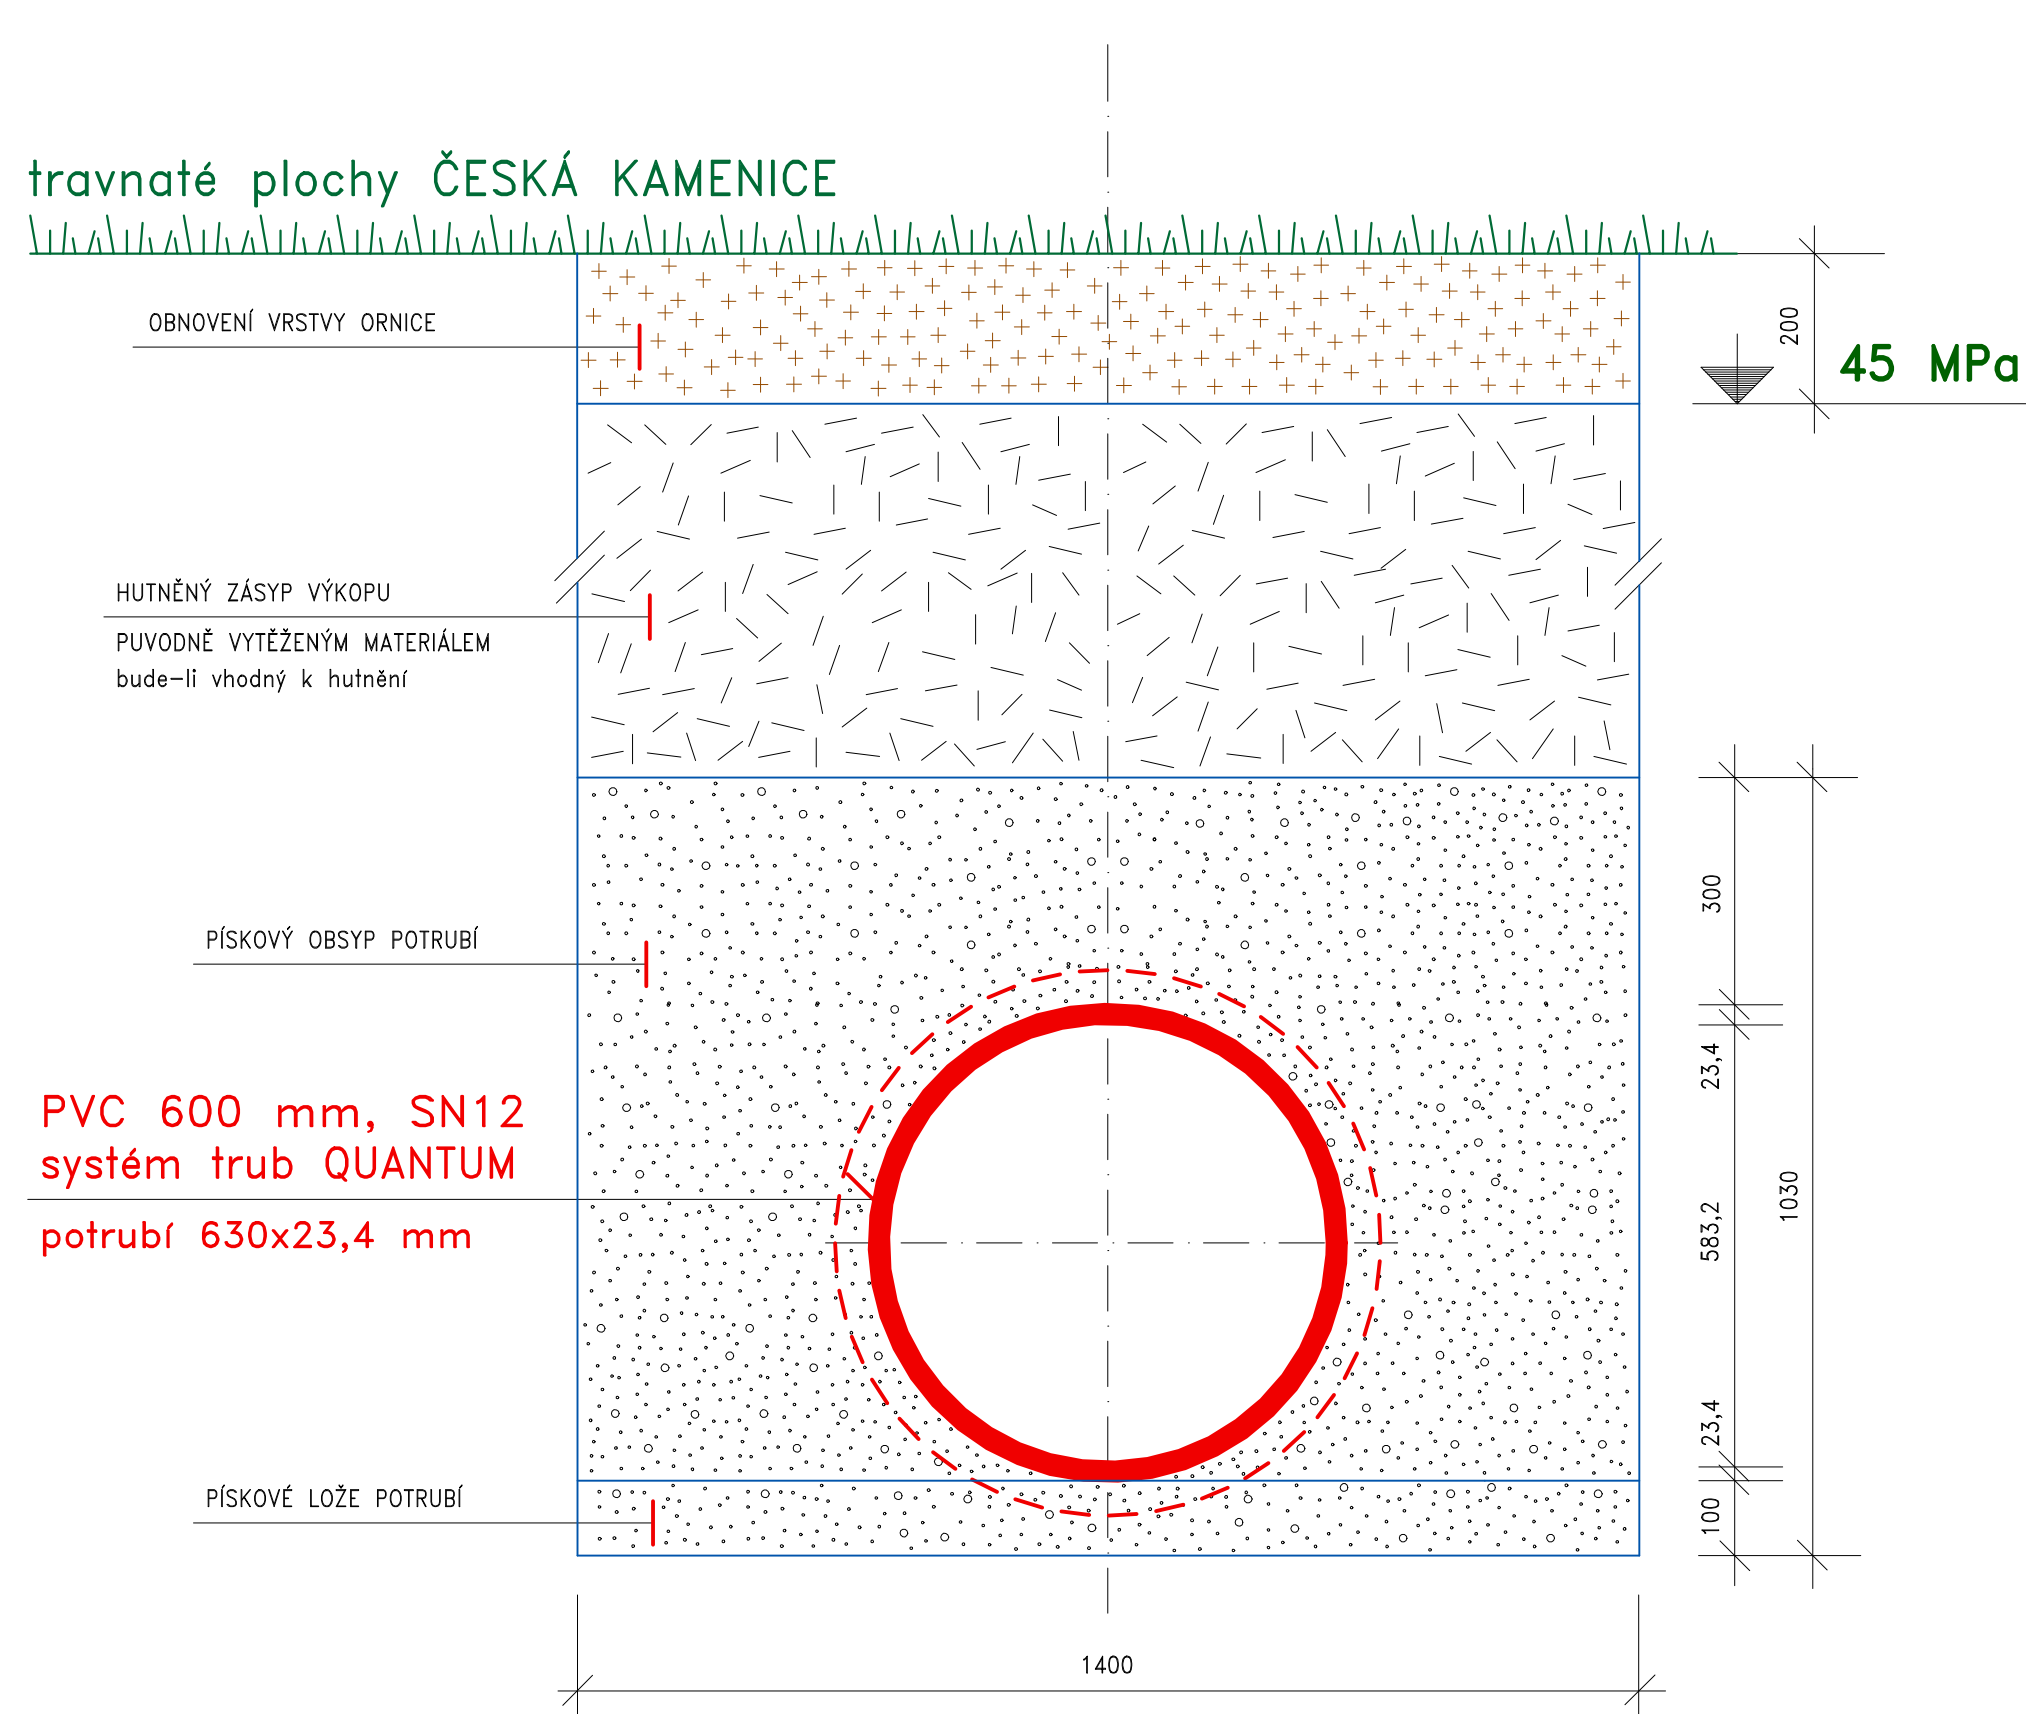 travnaté plochy ČESKÁ KAMENICE
OBNOVENÍ VRSTVY ORNICE
200
45 MPa
HUTNĚNÝ ZÁSYP VÝKOPU
PUVODNĚ VYTĚŽENÝM MATERIÁLEM
bude-li vhodný k hutnění
300
PÍSKOVÝ OBSYP POTRUBÍ
23,4
PVC 600 mm, SN12
systém trub QUANTUM
potrubí 630x23,4 mm
583,2
1030
23,4
PÍSKOVÉ LOŽE POTRUBÍ
100
1400